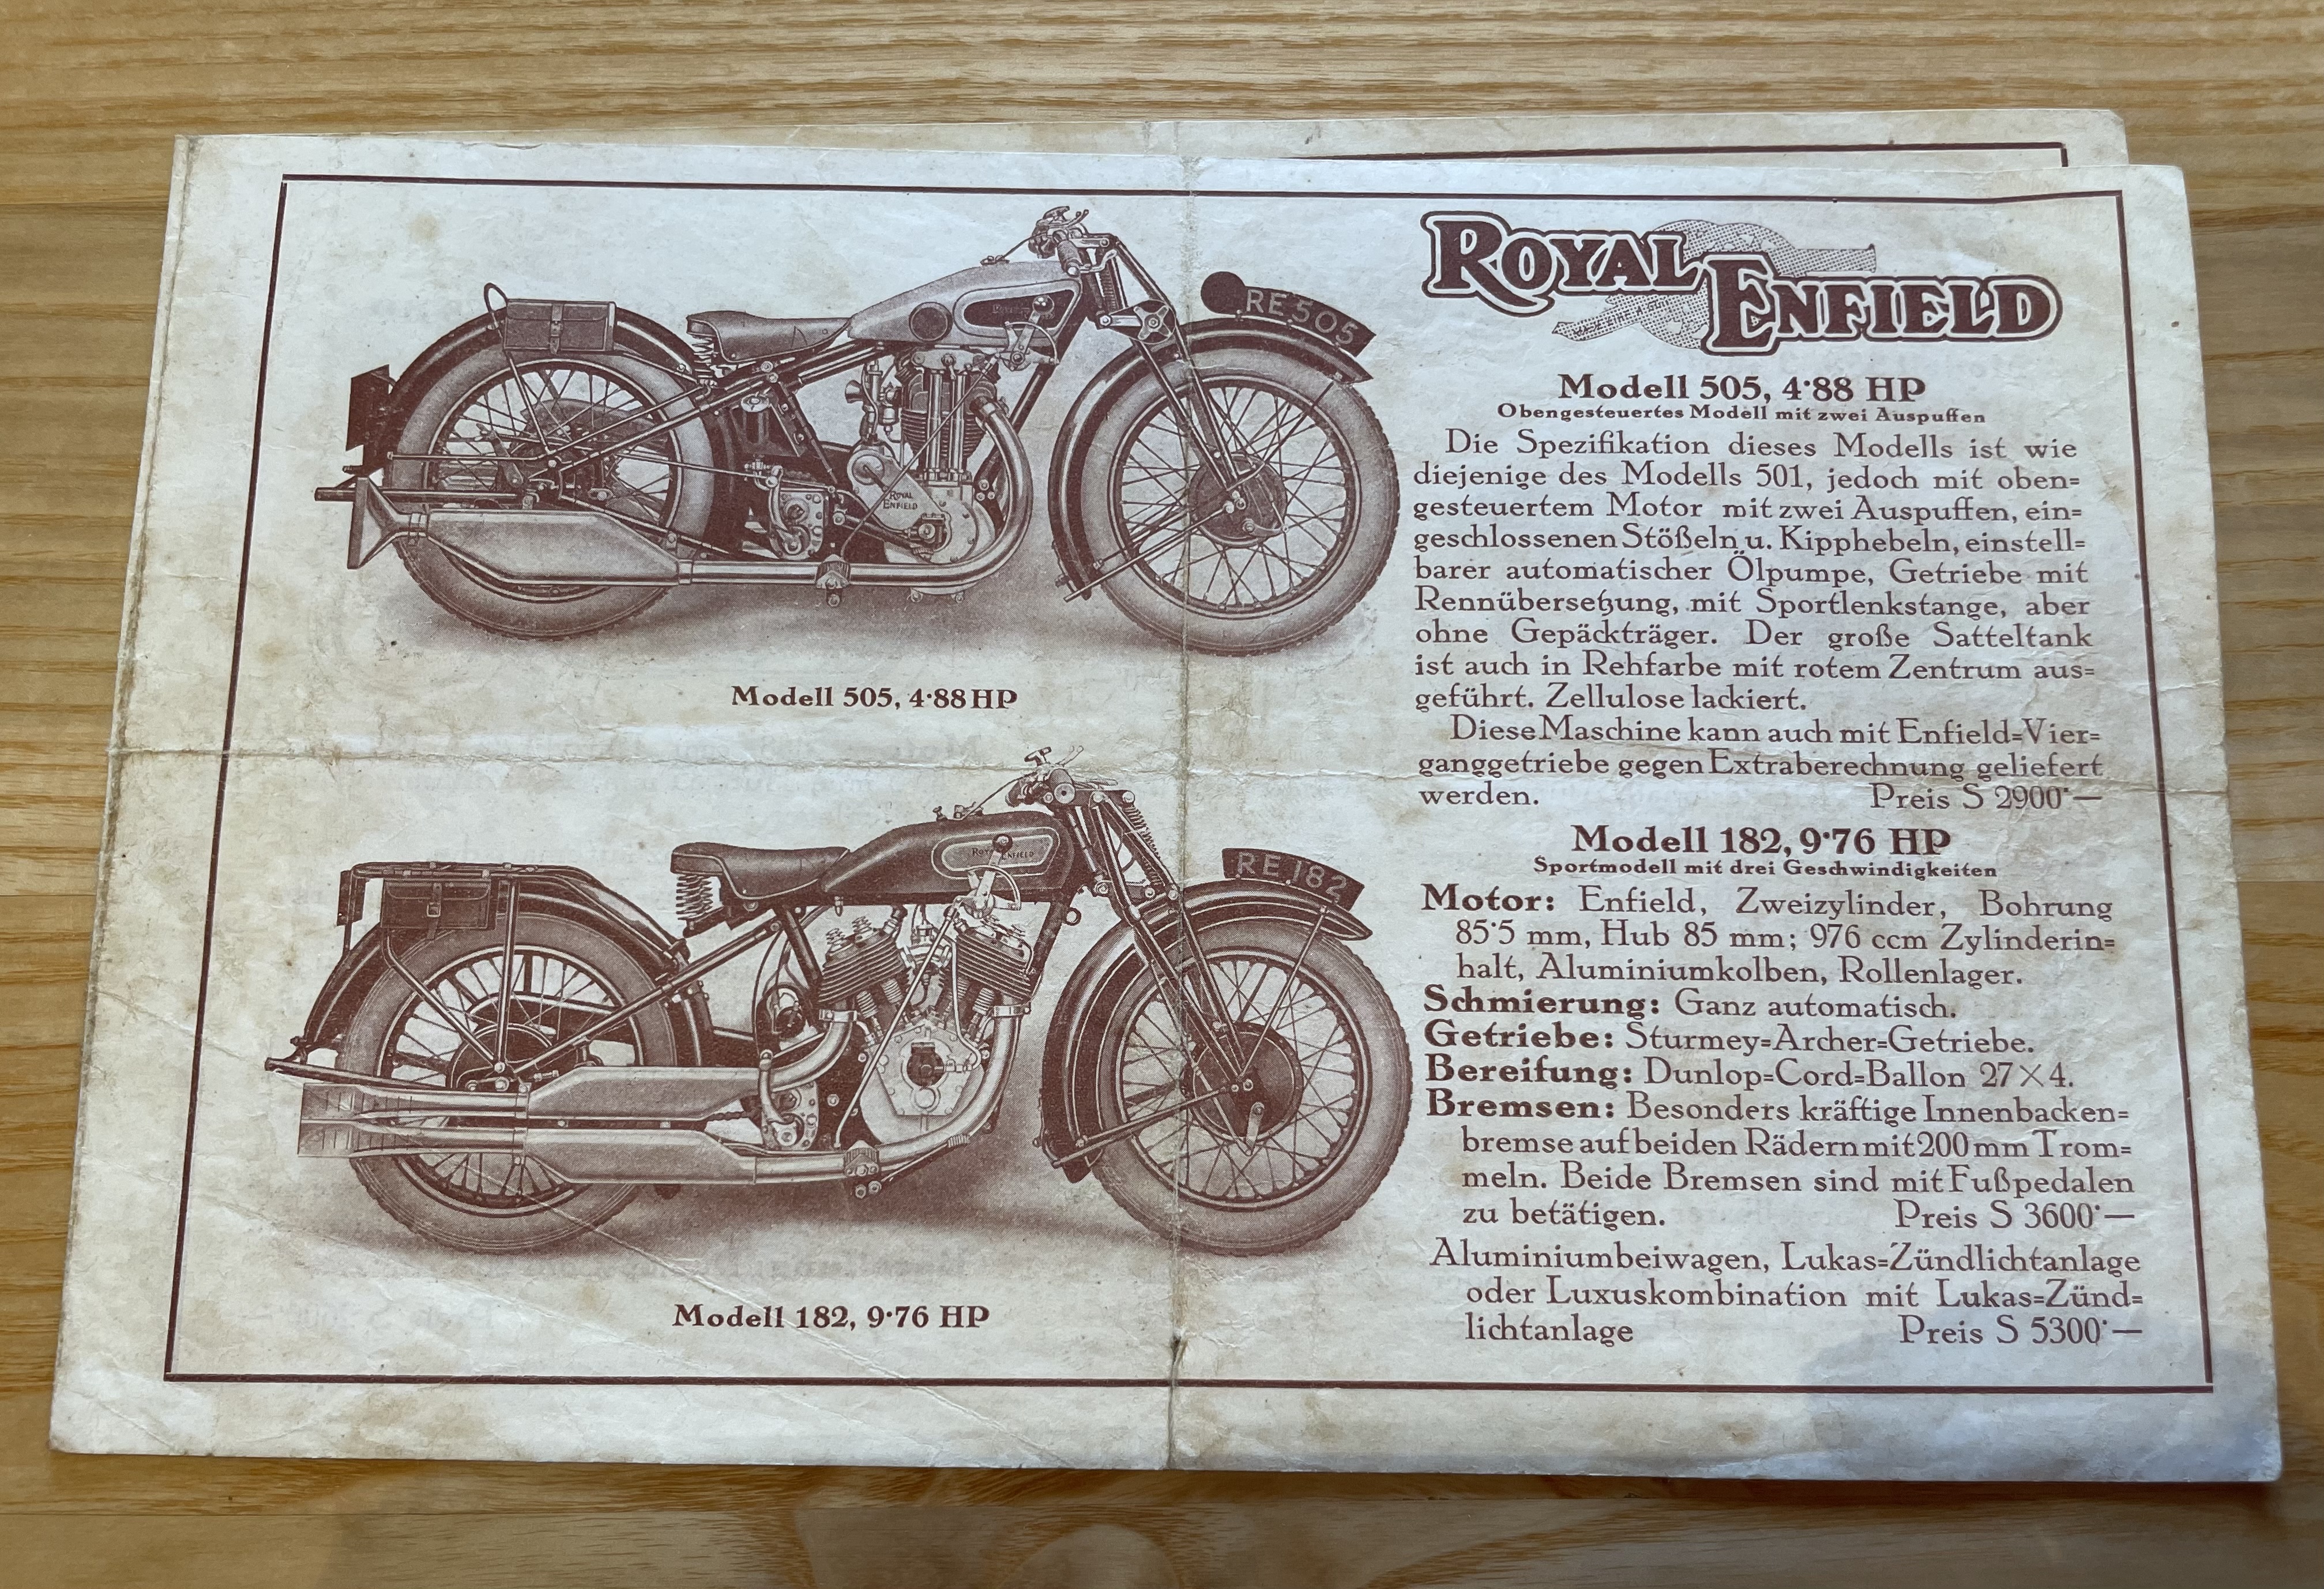 RE505
ROYAL
ENFIELD
Modell 505, 4·88 HP
ROYAL ENFIELD
RE.182
Modell 182, 9·76 HP
ROYAL ENFIELD
Modell 505, 4·88 HP
Obengesteuertes Modell mit zwei Auspuffen
Die Spezifikation dieses Modells ist wie
diejenige des Modells 501, jedoch mit oben=
gesteuertem Motor mit zwei Auspuffen, ein=
geschlossenen Stößeln u. Kipphebeln, einstell=
barer automatischer Ölpumpe, Getriebe mit
Rennübersetzung, mit Sportlenkstange, aber
ohne Gepäckträger. Der große Satteltank
ist auch in Rehfarbe mit rotem Zentrum aus=
geführt. Zellulose lackiert.
Diese Maschine kann auch mit Enfield=Vier=
ganggetriebe gegen Extraberechnung geliefert
werden. Preis S 2900·—
Modell 182, 9·76 HP
Sportmodell mit drei Geschwindigkeiten
Motor: Enfield, Zweizylinder, Bohrung
85·5 mm, Hub 85 mm; 976 ccm Zylinderin=
halt, Aluminiumkolben, Rollenlager.
Schmierung: Ganz automatisch.
Getriebe: Sturmey=Archer=Getriebe.
Bereifung: Dunlop=Cord=Ballon 27×4.
Bremsen: Besonders kräftige Innenbacken=
bremse auf beiden Rädern mit 200 mm Trom=
meln. Beide Bremsen sind mit Fußpedalen
zu betätigen. Preis S 3600·—
Aluminiumbeiwagen, Lukas=Zündlichtanlage
oder Luxuskombination mit Lukas=Zünd=
lichtanlage Preis S 5300·—